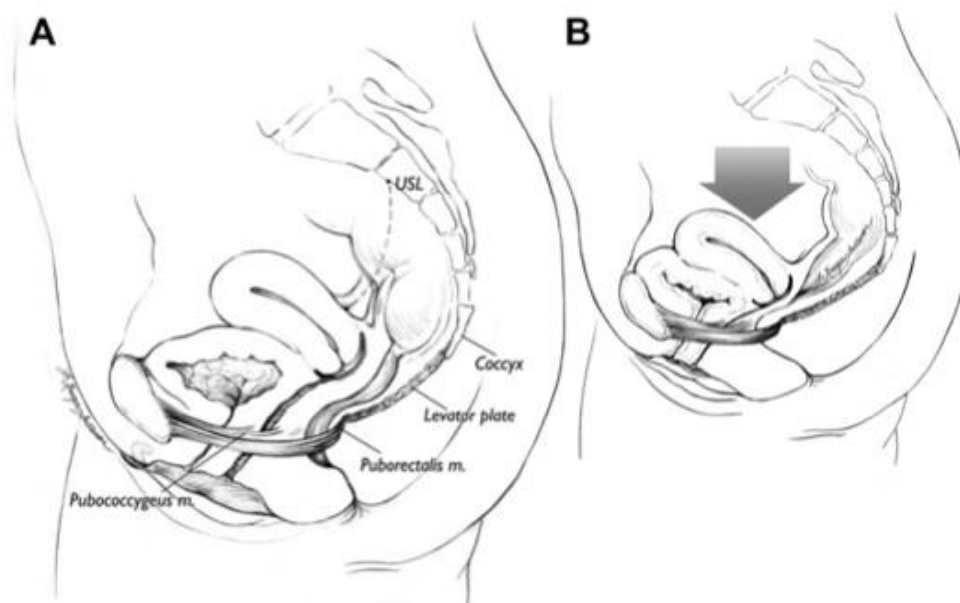 A
B
USL
Coccyx
Levator plate
Puborectalis m.
Pubococcygeus m.